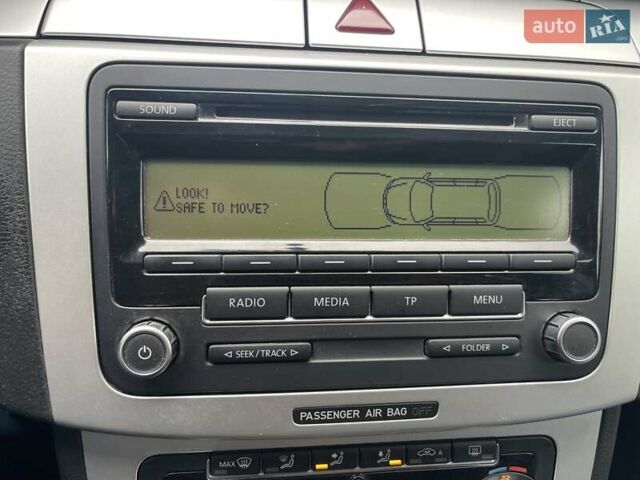 auto RIA
SOUND
EJECT
LOOK!
SAFE TO MOVE?
RADIO
MEDIA
TP
MENU
SEEK / TRACK
FOLDER
PASSENGER AIR BAG OFF
MAX
A